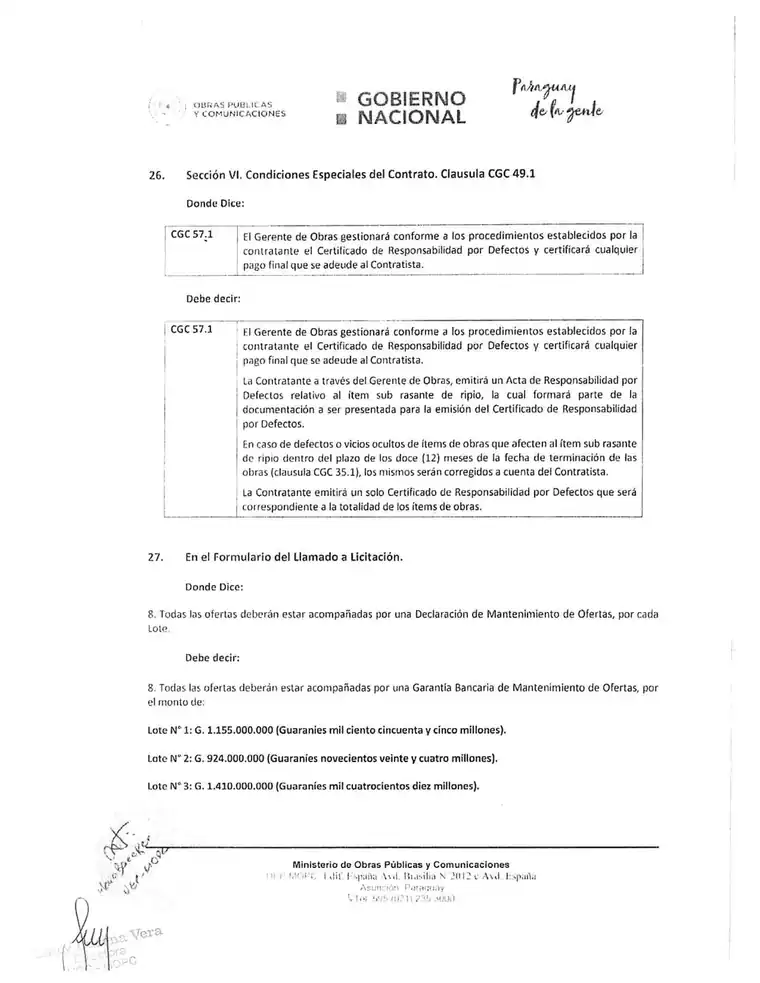 OBRAS PUBLICAS
Y COMUNICACIONES
GOBIERNO
NACIONAL
Paraguay
de la gente
26. Sección VI. Condiciones Especiales del Contrato. Clausula CGC 49.1
Donde Dice:
CGC 57.1
El Gerente de Obras gestionará conforme a los procedimientos establecidos por la
contratante el Certificado de Responsabilidad por Defectos y certificará cualquier
pago final que se adeude al Contratista.
Debe decir:
CGC 57.1
El Gerente de Obras gestionará conforme a los procedimientos establecidos por la
contratante el Certificado de Responsabilidad por Defectos y certificará cualquier
pago final que se adeude al Contratista.
La Contratante a través del Gerente de Obras, emitirá un Acta de Responsabilidad por
Defectos relativo al ítem sub rasante de ripio, la cual formará parte de la
documentación a ser presentada para la emisión del Certificado de Responsabilidad
por Defectos.
En caso de defectos o vicios ocultos de ítems de obras que afecten al ítem sub rasante
de ripio dentro del plazo de los doce (12) meses de la fecha de terminación de las
obras (clausula CGC 35.1), los mismos serán corregidos a cuenta del Contratista.
La Contratante emitirá un solo Certificado de Responsabilidad por Defectos que será
correspondiente a la totalidad de los ítems de obras.
27. En el Formulario del Llamado a Licitación.
Donde Dice:
8. Todas las ofertas deberán estar acompañadas por una Declaración de Mantenimiento de Ofertas, por cada
Lote.
Debe decir:
8. Todas las ofertas deberán estar acompañadas por una Garantía Bancaria de Mantenimiento de Ofertas, por
el monto de:
Lote N° 1: G. 1.155.000.000 (Guaraníes mil ciento cincuenta y cinco millones).
Lote N° 2: G. 924.000.000 (Guaraníes novecientos veinte y cuatro millones).
Lote N° 3: G. 1.410.000.000 (Guaraníes mil cuatrocientos diez millones).
Ministerio de Obras Públicas y Comunicaciones
MOPC Edif. España Avd. Brasilia N 2012 c Avd. España
Asunción Paraguay
Vera